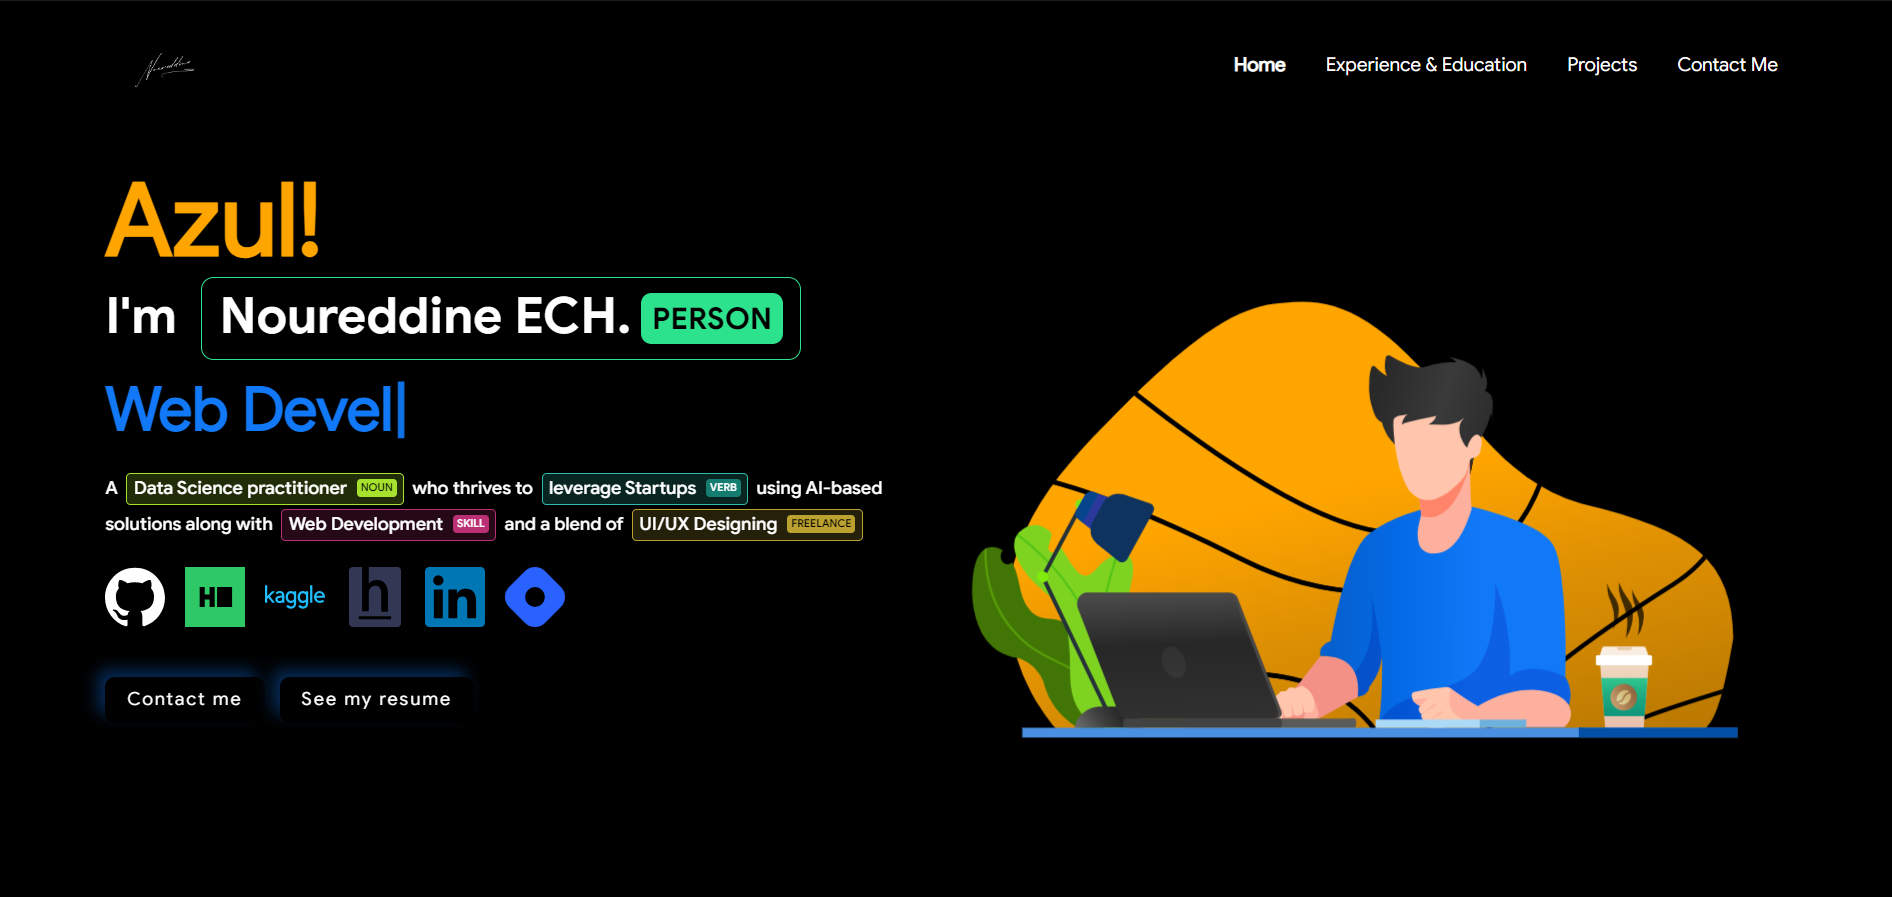 Noureddine
Home Experience & Education Projects Contact Me
Azul!
I'm Noureddine ECH. PERSON
Web Devel|
A Data Science practitioner NOUN who thrives to leverage Startups VERB using AI-based
solutions along with Web Development SKILL and a blend of UI/UX Designing FREELANCE
H kaggle h in
Contact me See my resume